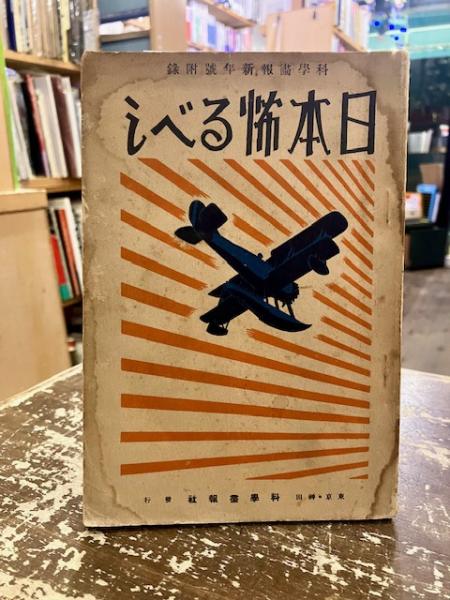 科學畫報新年號附錄
日本怖るべし
東京・神田 科學畫報社 發行